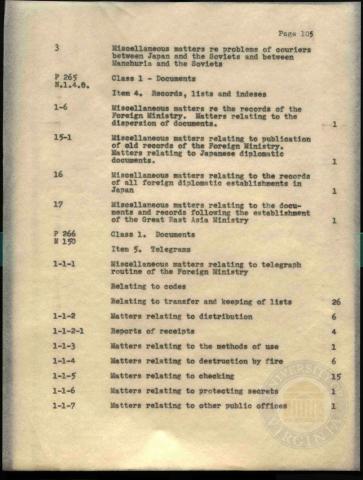 Page 105
3 Miscellaneous matters re problems of couriers
between Japan and the Soviets and between
Manchuria and the Soviets
P 265 Class 1 - Documents
N.1.4.0.
Item 4. Records, lists and indexes
1-6 Miscellaneous matters re the records of the
Foreign Ministry. Matters relating to the
dispersion of documents. 1
15-1 Miscellaneous matters relating to publication
of old records of the Foreign Ministry.
Matters relating to Japanese diplomatic
documents. 1
16 Miscellaneous matters relating to the records
of all foreign diplomatic establishments in
Japan 1
17 Miscellaneous matters relating to the docu-
ments and records following the establishment
of the Great East Asia Ministry 1
P 266 Class 1. Documents
N 150
Item 5. Telegrams
1-1-1 Miscellaneous matters relating to telegraph
routine of the Foreign Ministry
Relating to codes
Relating to transfer and keeping of lists 26
1-1-2 Matters relating to distribution 6
1-1-2-1 Reports of receipts 4
1-1-3 Matters relating to the methods of use 1
1-1-4 Matters relating to destruction by fire 6
1-1-5 Matters relating to checking 15
1-1-6 Matters relating to protecting secrets 1
1-1-7 Matters relating to other public offices 1
UNIVERSITY
VIRGINIA